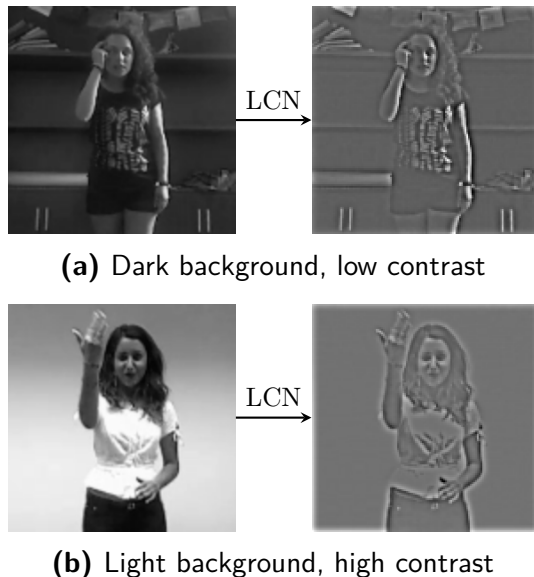 LCN
(a) Dark background, low contrast
LCN
(b) Light background, high contrast